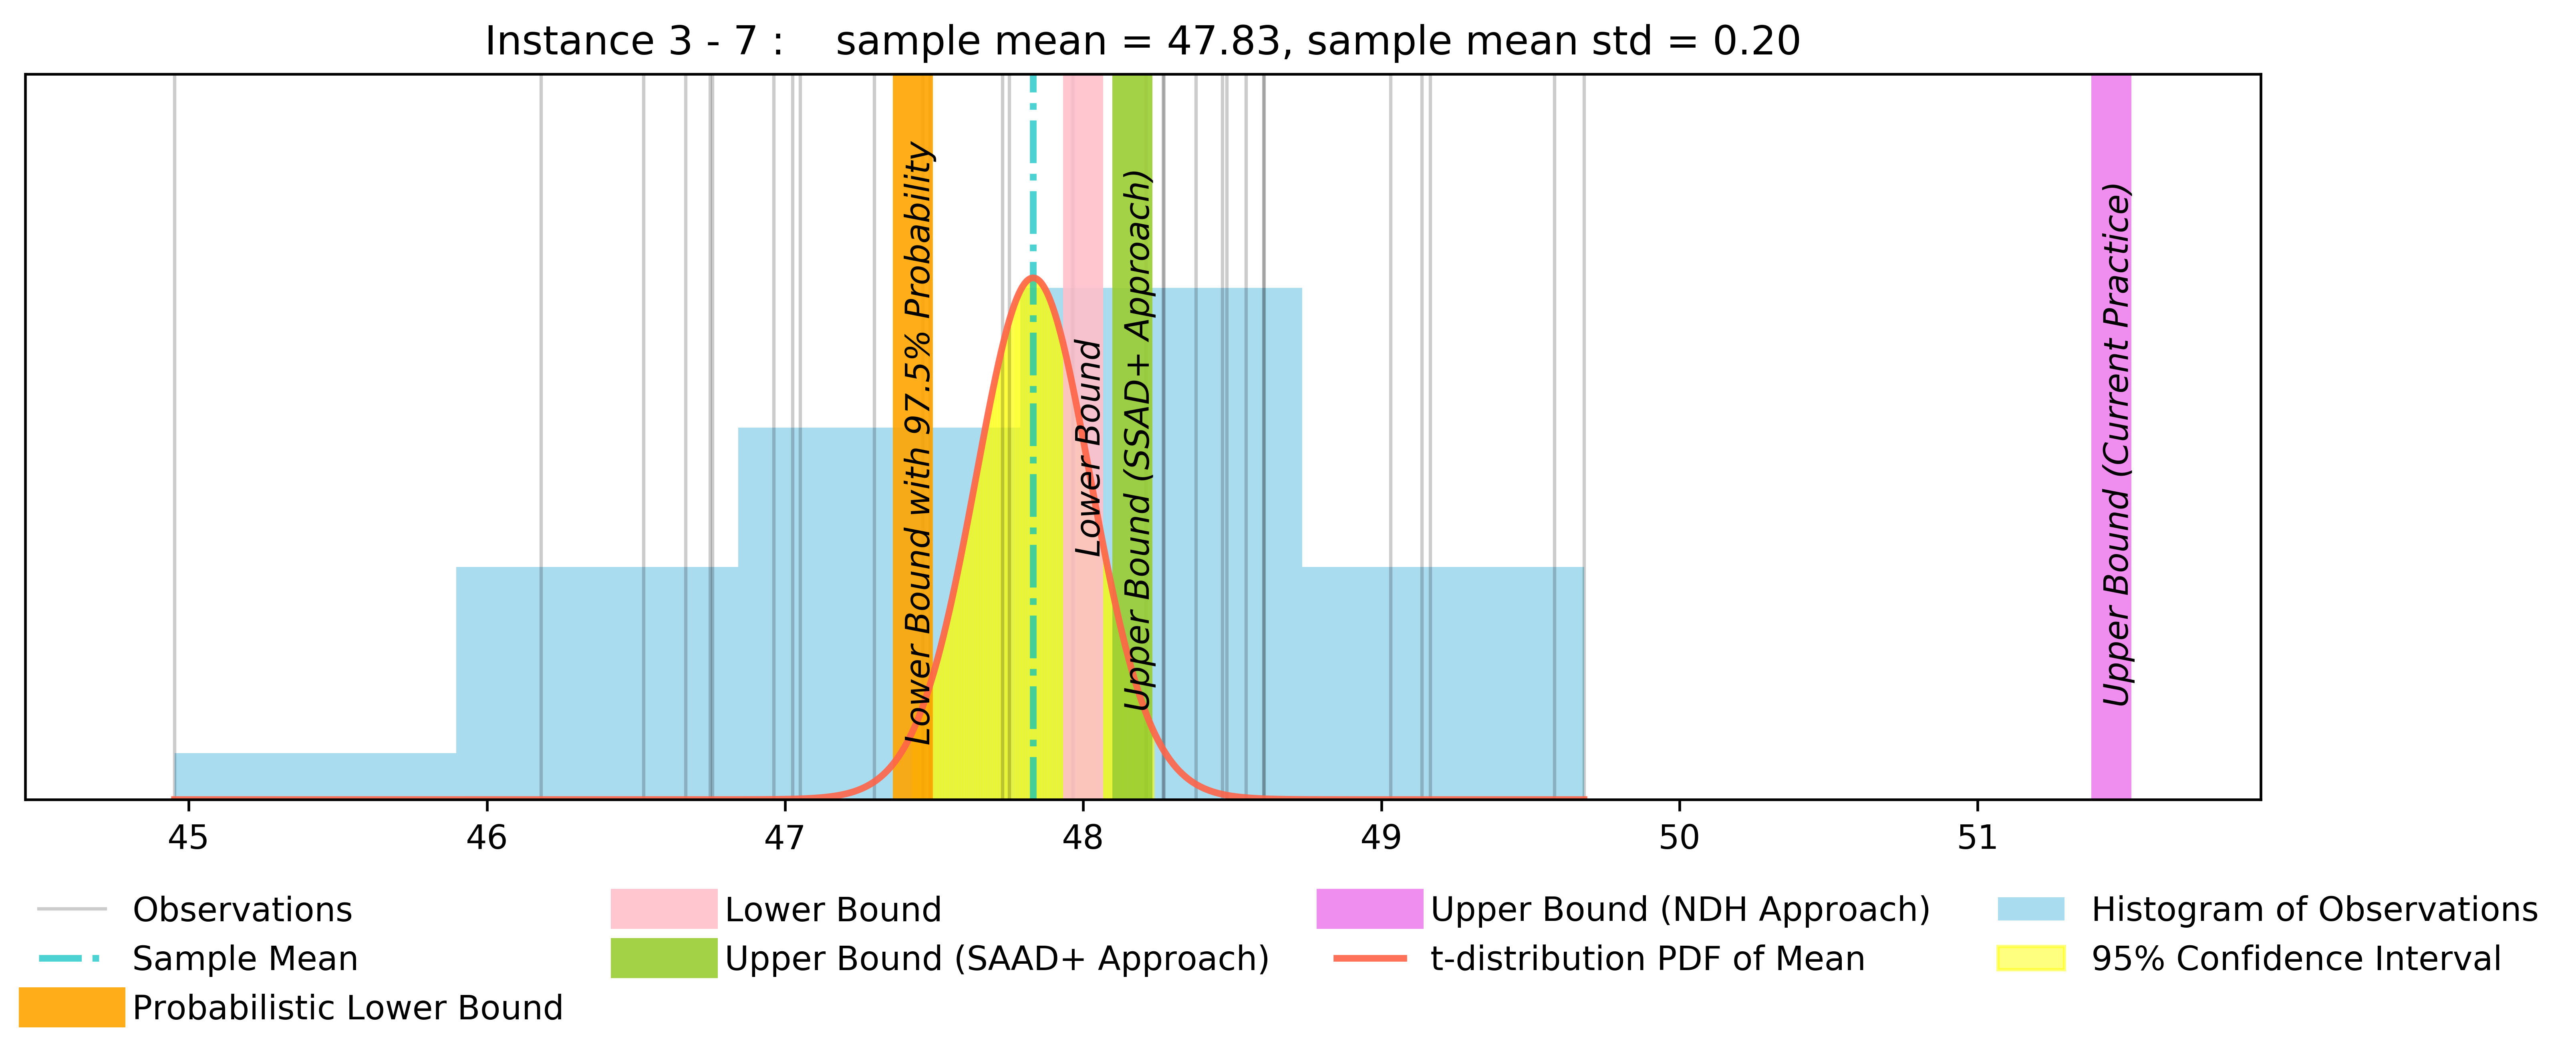 Instance 3 - 7 :    sample mean = 47.83, sample mean std = 0.20
Lower Bound with 97.5% Probability
Lower Bound
Upper Bound (SSAD+ Approach)
Upper Bound (Current Practice)
45 46 47 48 49 50 51
Observations
Sample Mean
Probabilistic Lower Bound
Lower Bound
Upper Bound (SAAD+ Approach)
Upper Bound (NDH Approach)
t-distribution PDF of Mean
Histogram of Observations
95% Confidence Interval